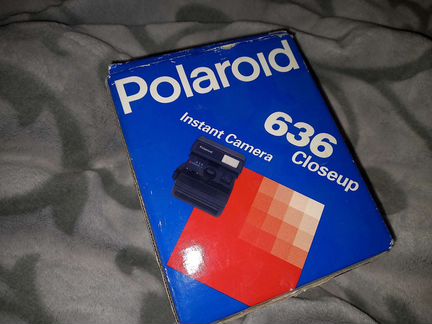 Polaroid
Instant Camera
636
Closeup